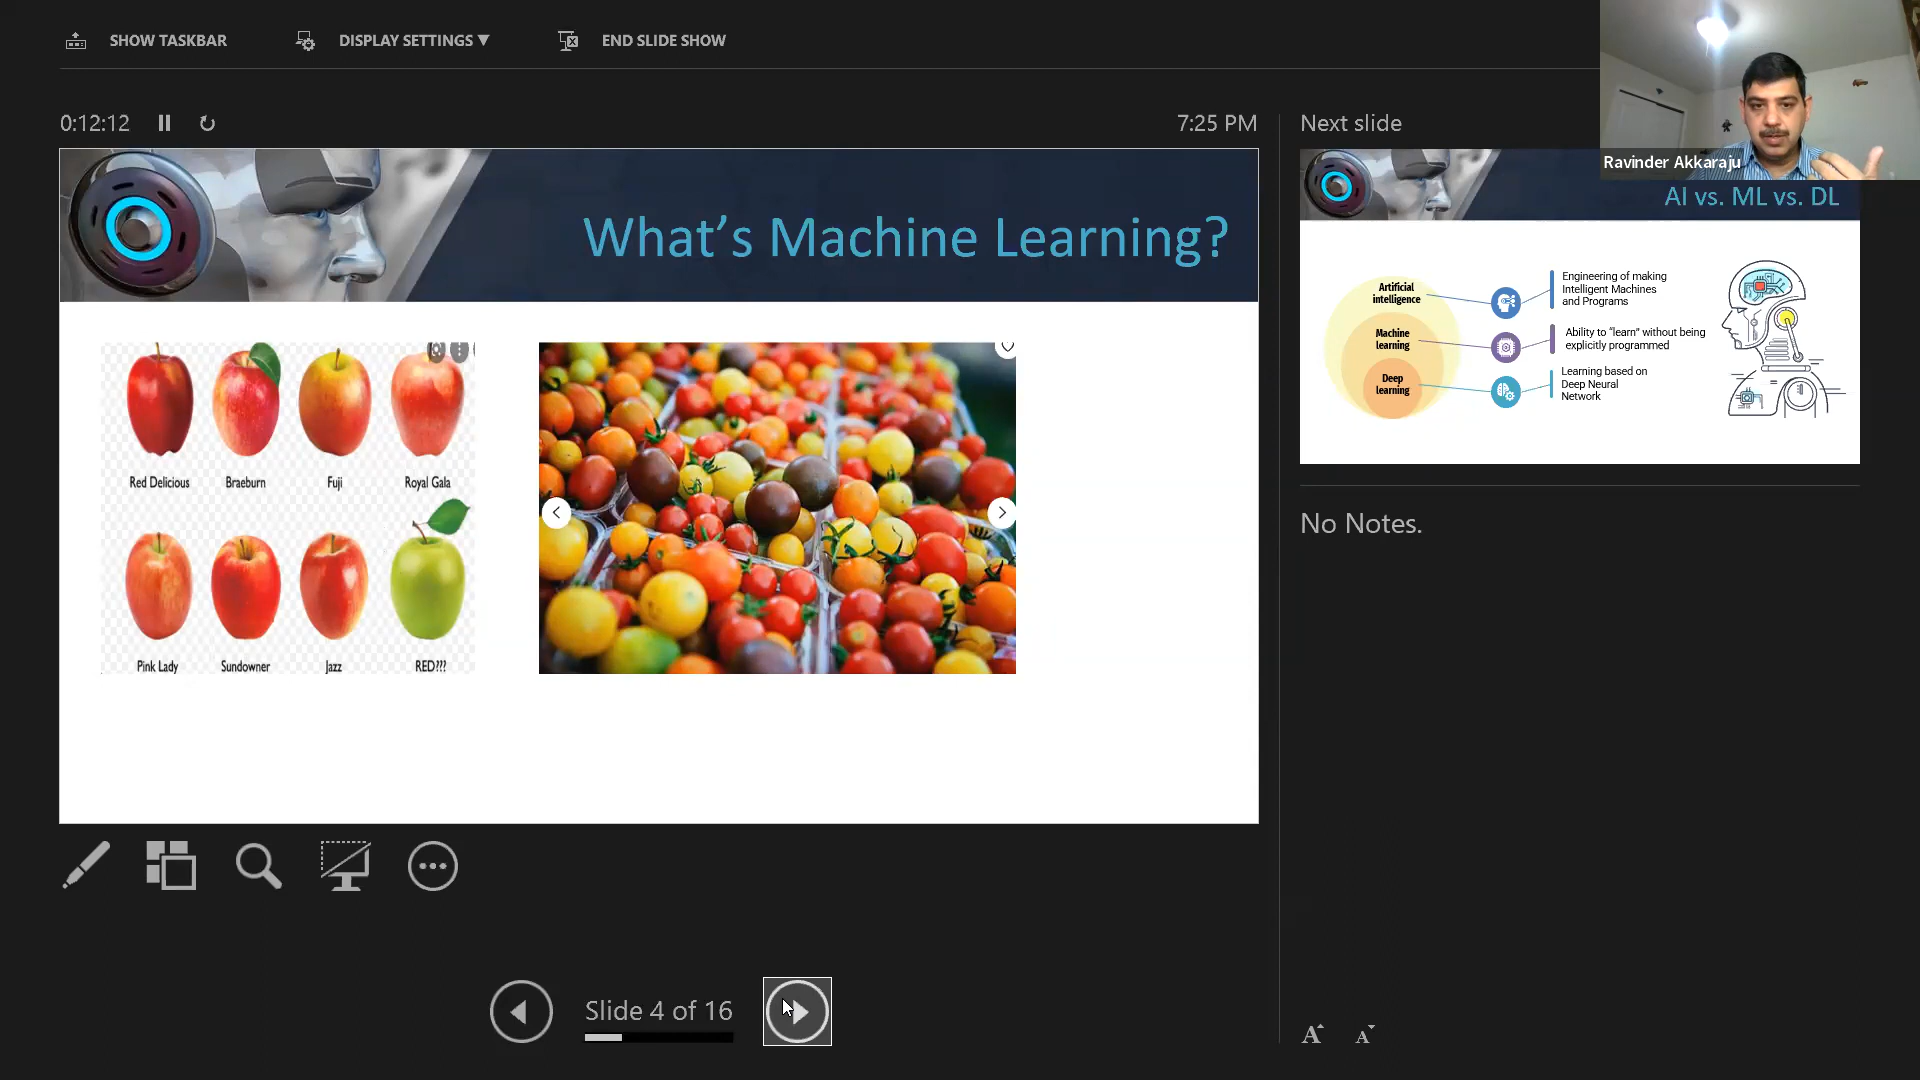 SHOW TASKBAR
DISPLAY SETTINGS ▼
END SLIDE SHOW
0:12:12
7:25 PM
Next slide
Ravinder Akkaraju
What's Machine Learning?
Red Delicious
Braeburn
Fuji
Royal Gala
Pink Lady
Sundowner
Jazz
RED???
AI vs. ML vs. DL
Artificial
intelligence
Engineering of making
Intelligent Machines
and Programs
Machine
learning
Ability to "learn" without being
explicitly programmed
Deep
learning
Learning based on
Deep Neural
Network
No Notes.
Slide 4 of 16
A A